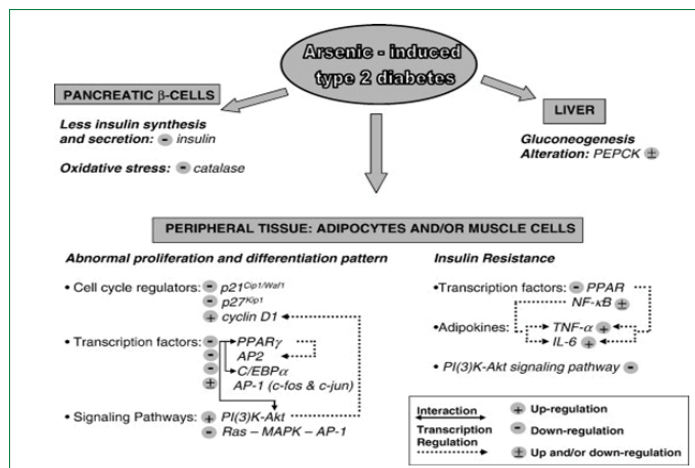 Arsenic - induced
type 2 diabetes
PANCREATIC β-CELLS
Less insulin synthesis
and secretion: - insulin
Oxidative stress: - catalase
LIVER
Gluconeogenesis
Alteration: PEPCK ±
PERIPHERAL TISSUE: ADIPOCYTES AND/OR MUSCLE CELLS
Abnormal proliferation and differentiation pattern
• Cell cycle regulators: - p21Cip1/Waf1
- p27Kip1
+ cyclin D1
• Transcription factors: - PPARγ
- AP2
- C/EBPα
± AP-1 (c-fos & c-jun)
• Signaling Pathways: + PI(3)K-Akt
- Ras – MAPK – AP-1
Insulin Resistance
• Transcription factors: - PPAR
NF-κB ±
• Adipokines: TNF-α +
IL-6 +
• PI(3)K-Akt signaling pathway -
Interaction
Transcription
Regulation
+ Up-regulation
- Down-regulation
± Up and/or down-regulation